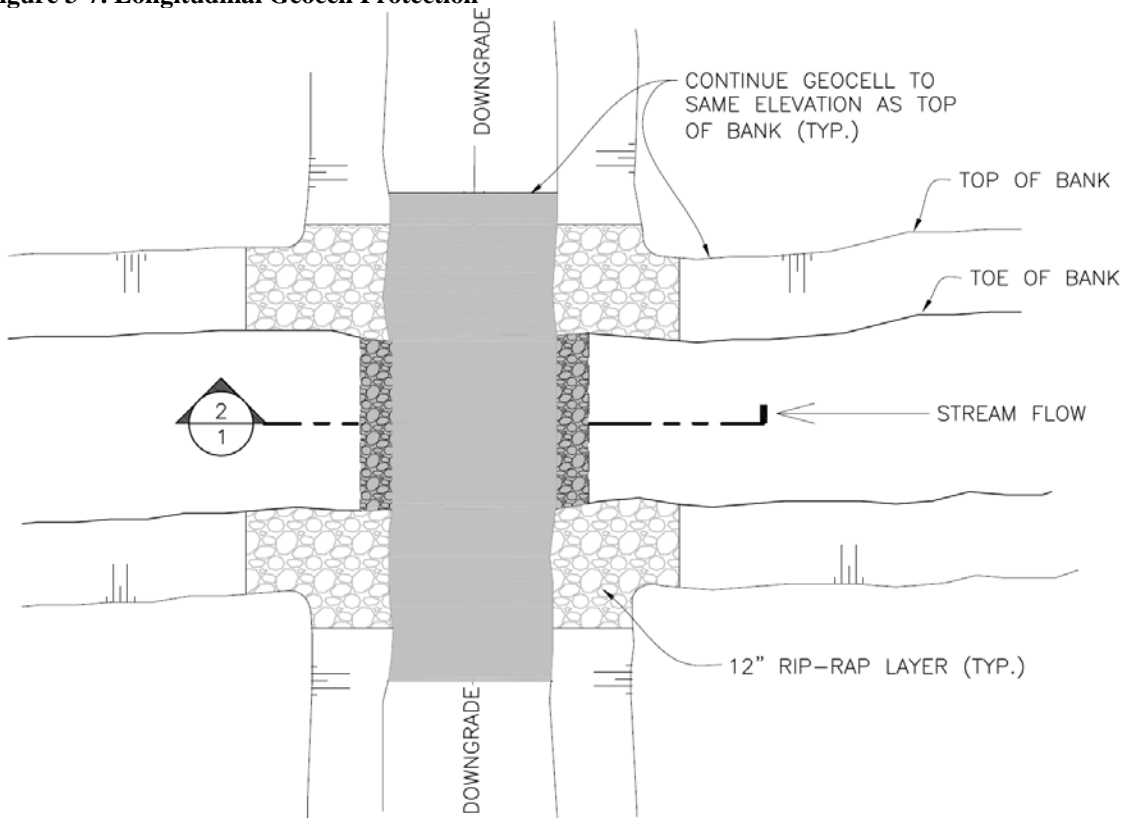 Figure 3-7. Longitudinal Geocell Protection
DOWNGRADE
CONTINUE GEOCELL TO
SAME ELEVATION AS TOP
OF BANK (TYP.)
TOP OF BANK
TOE OF BANK
2
1
STREAM FLOW
12" RIP-RAP LAYER (TYP.)
DOWNGRADE